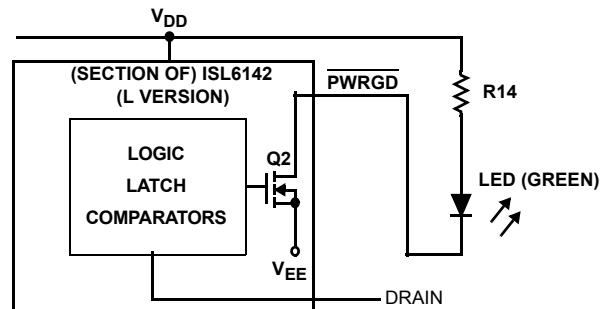 VDD
(SECTION OF) ISL6142
(L VERSION)
PWRGD
R14
LOGIC
LATCH
COMPARATORS
Q2
LED (GREEN)
VEE
DRAIN